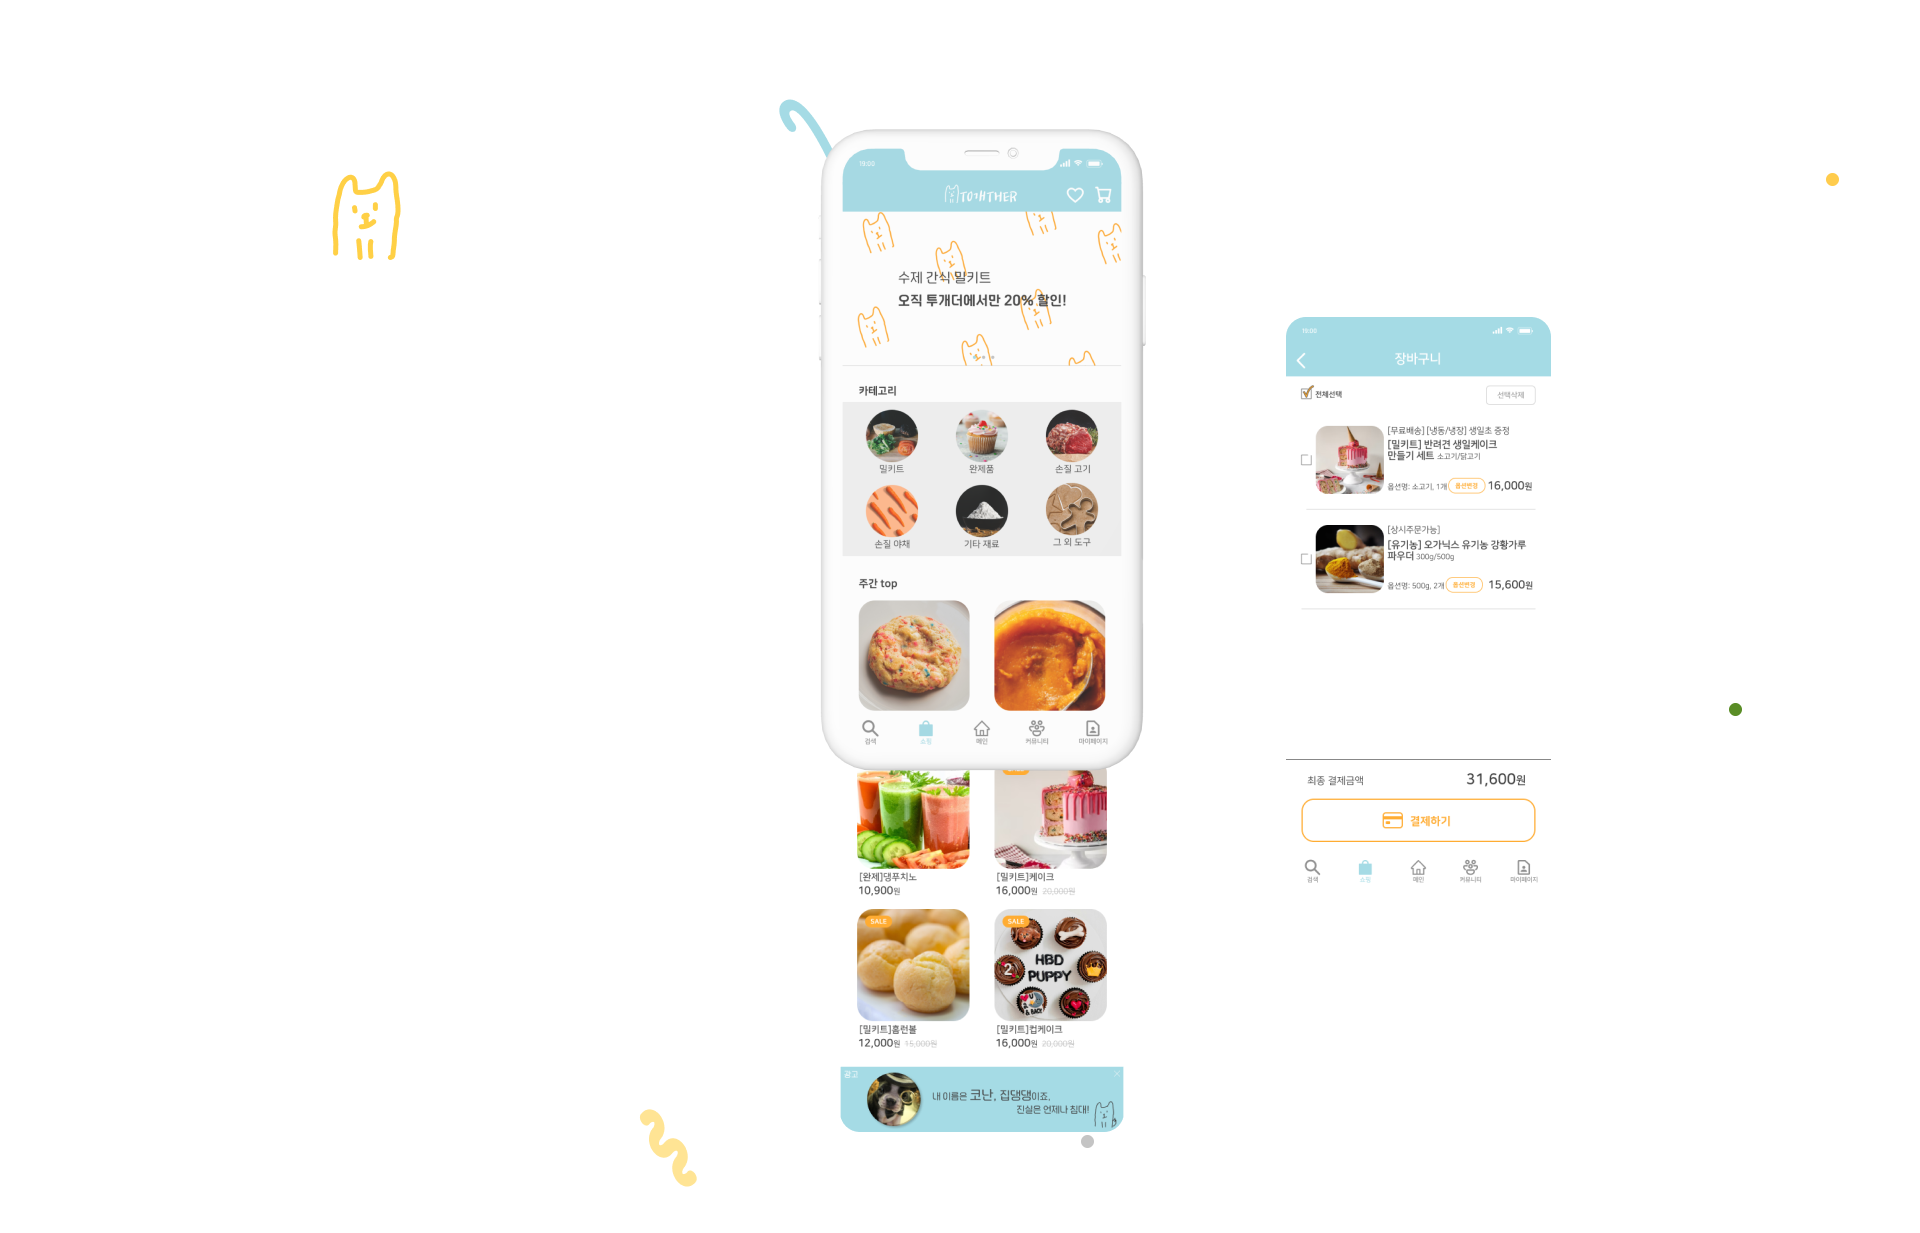 19:00
TO개THER
수제 간식 밀키트
오직 투개더에서만 20% 할인!
카테고리
밀키트
완제품
손질 고기
손질 야채
기타 재료
그 외 도구
주간 top
검색
쇼핑
메인
커뮤니티
마이페이지
[완제]댕푸치노
10,900원
[밀키트]케이크
16,000원 20,000원
SALE
SALE
HBD
PUPPY
2
[밀키트]홈런볼
12,000원 15,000원
[밀키트]컵케이크
16,000원 20,000원
광고
내 이름은 코난, 집댕댕이죠,
진실은 언제나 침대!
19:00
장바구니
전체선택
선택삭제
[무료배송] [냉동/냉장] 생일초 증정
[밀키트] 반려견 생일케이크
만들기 세트 소고기/닭고기
옵션명: 소고기, 1개 옵션변경 16,000원
[상시주문가능]
[유기농] 오가닉스 유기농 강황가루
파우더 300g/500g
옵션명: 500g, 2개 옵션변경 15,600원
최종 결제금액 31,600원
결제하기
검색
쇼핑
메인
커뮤니티
마이페이지